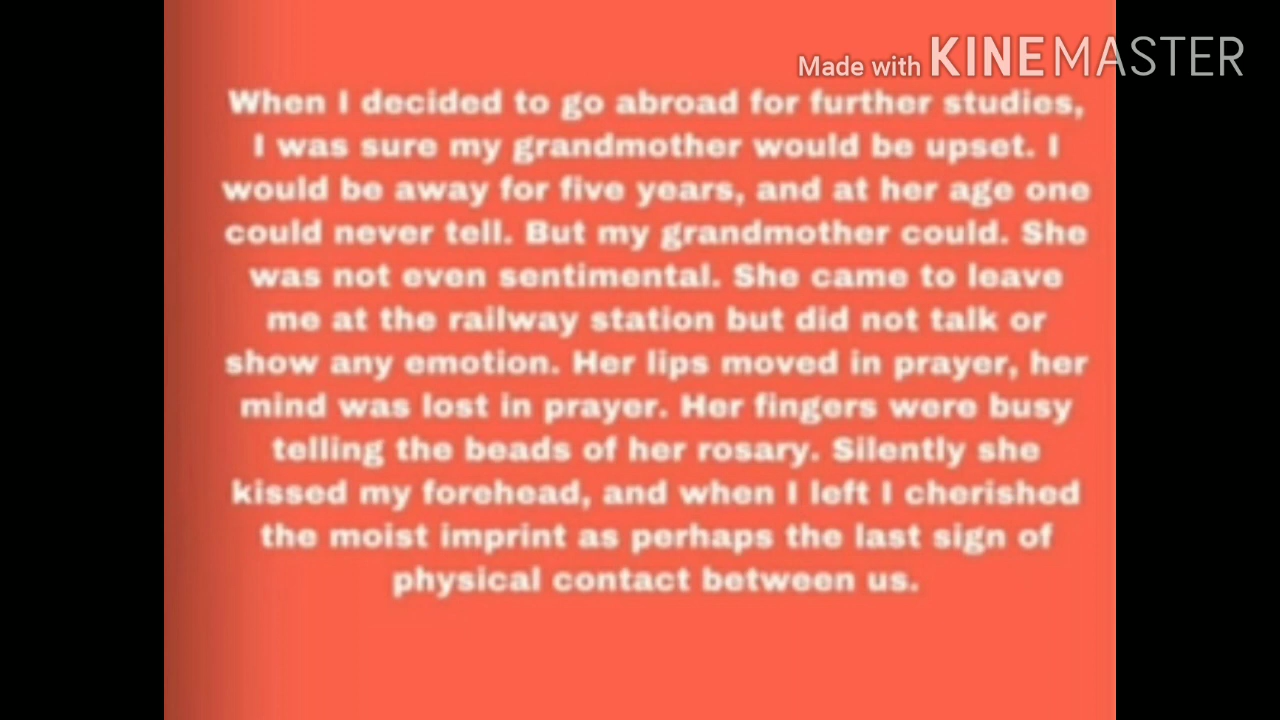 Made with KINEMASTER
When I decided to go abroad for further studies,
I was sure my grandmother would be upset. I
would be away for five years, and at her age one
could never tell. But my grandmother could. She
was not even sentimental. She came to leave
me at the railway station but did not talk or
show any emotion. Her lips moved in prayer, her
mind was lost in prayer. Her fingers were busy
telling the beads of her rosary. Silently she
kissed my forehead, and when I left I cherished
the moist imprint as perhaps the last sign of
physical contact between us.